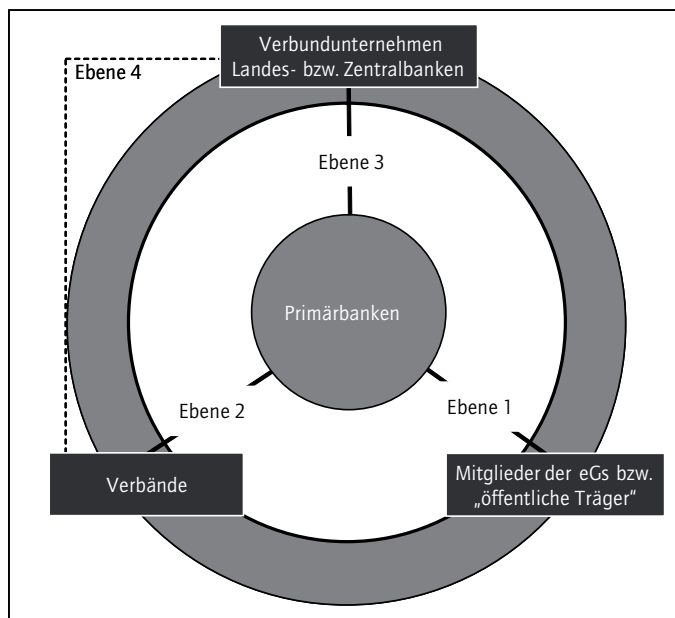 Verbundunternehmen
Landes- bzw. Zentralbanken
Ebene 4
Ebene 3
Primärbanken
Ebene 2
Ebene 1
Verbände
Mitglieder der eGs bzw.
„öffentliche Träger“